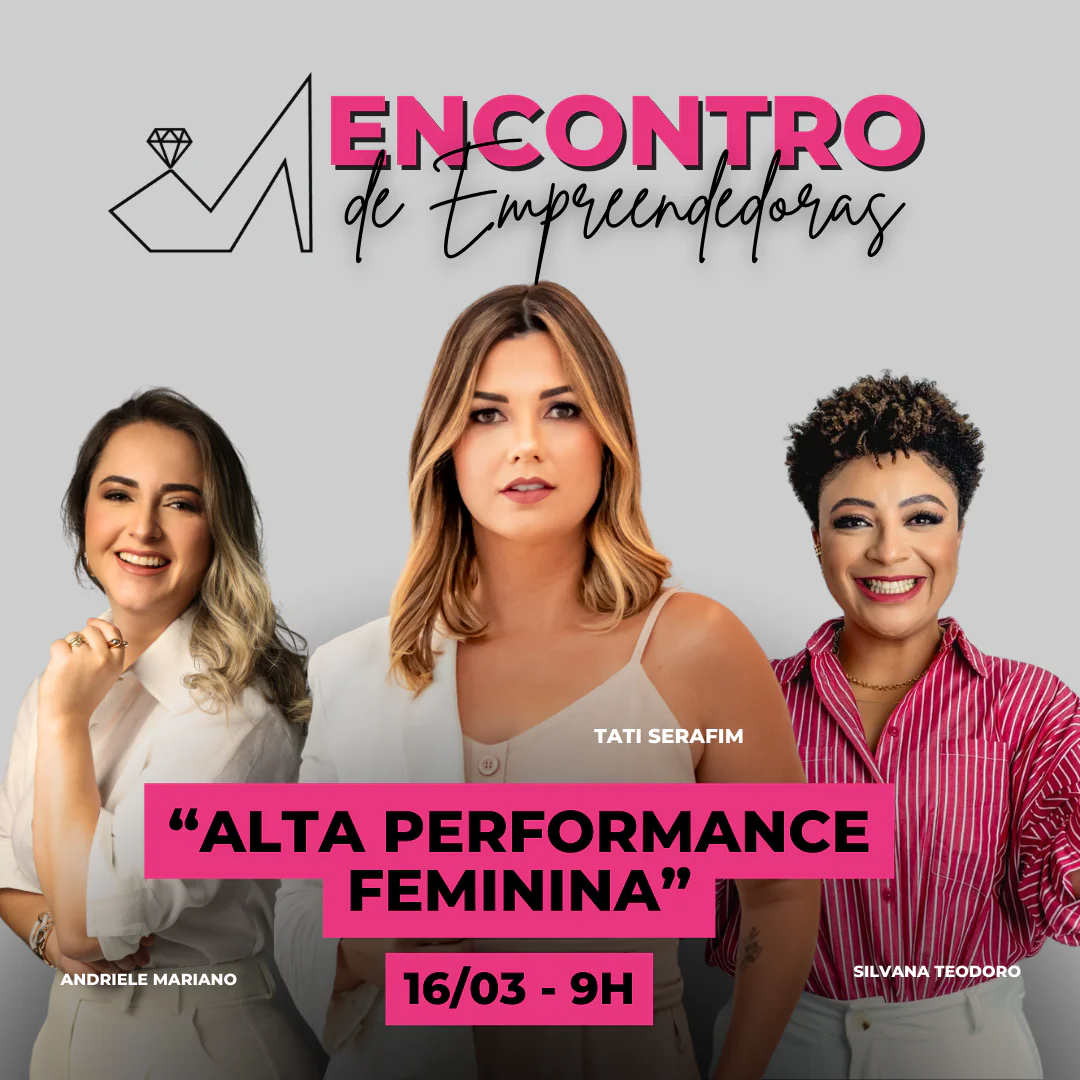 ENCONTRO
de Empreendedoras
TATI SERAFIM
“ALTA PERFORMANCE
FEMININA”
ANDRIELE MARIANO
SILVANA TEODORO
16/03 - 9H